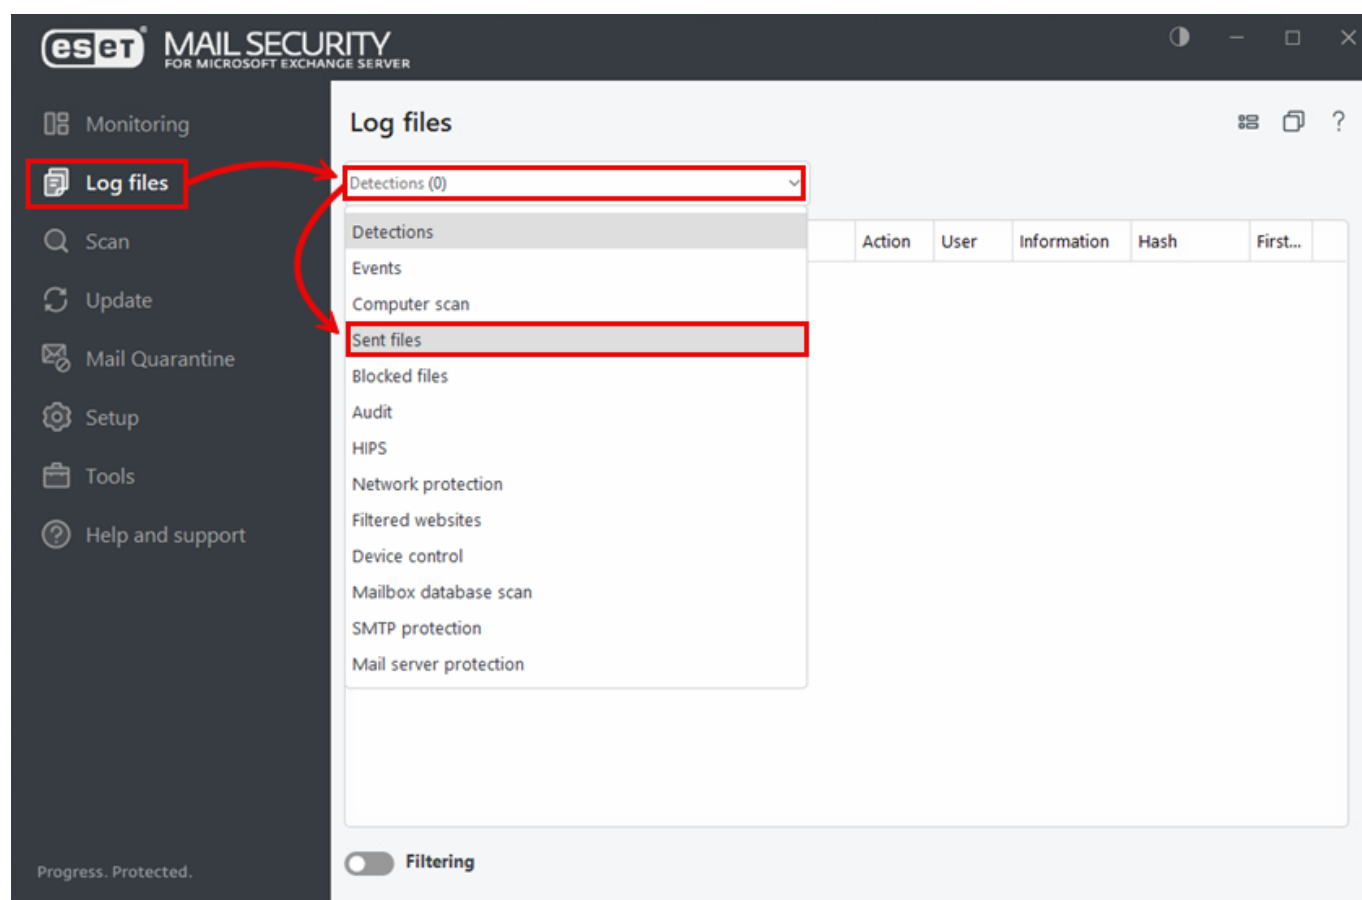 eset MAIL SECURITY
FOR MICROSOFT EXCHANGE SERVER
Monitoring
Log files
Scan
Update
Mail Quarantine
Setup
Tools
Help and support
Progress. Protected.
Log files
?
Detections (0)
Detections
Events
Computer scan
Sent files
Blocked files
Audit
HIPS
Network protection
Filtered websites
Device control
Mailbox database scan
SMTP protection
Mail server protection
Action User Information Hash First...
Filtering